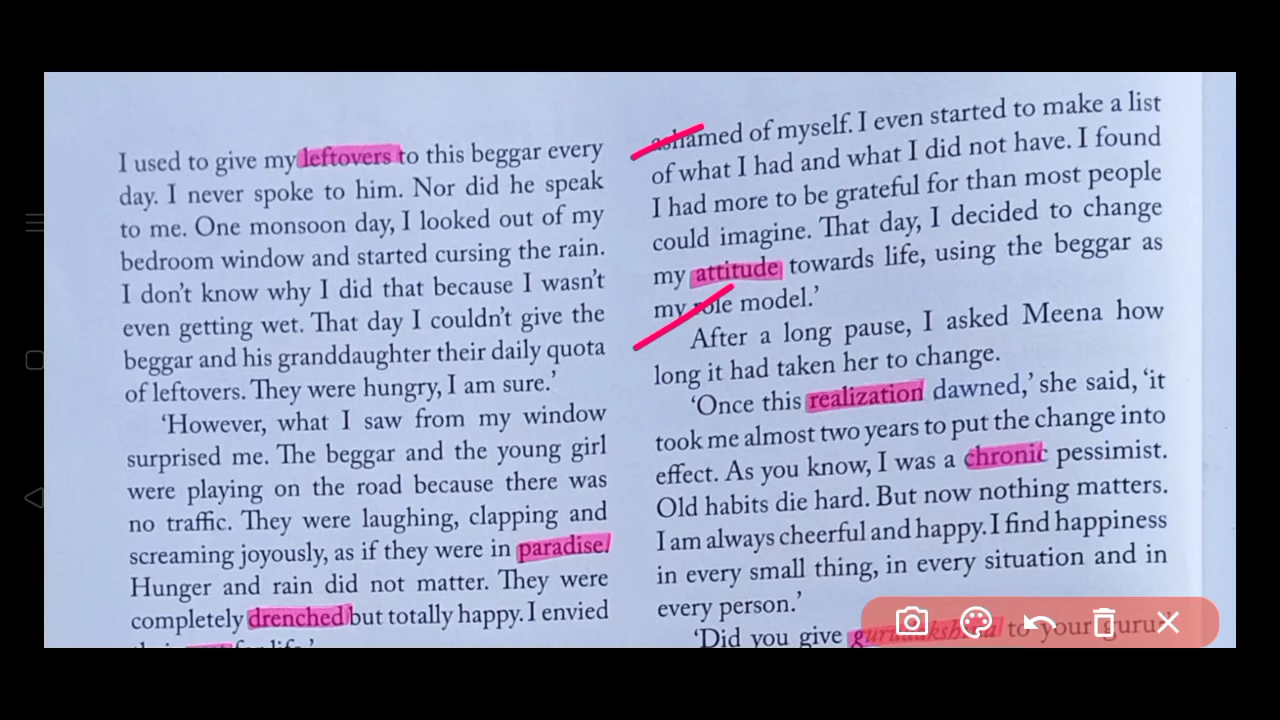 I used to give my leftovers to this beggar every
day. I never spoke to him. Nor did he speak
to me. One monsoon day, I looked out of my
bedroom window and started cursing the rain.
I don't know why I did that because I wasn't
even getting wet. That day I couldn't give the
beggar and his granddaughter their daily quota
of leftovers. They were hungry, I am sure.'
'However, what I saw from my window
surprised me. The beggar and the young girl
were playing on the road because there was
no traffic. They were laughing, clapping and
screaming joyously, as if they were in paradise.
Hunger and rain did not matter. They were
completely drenched but totally happy. I envied
ashamed of myself. I even started to make a list
of what I had and what I did not have. I found
I had more to be grateful for than most people
could imagine. That day, I decided to change
my attitude towards life, using the beggar as
my role model.'
After a long pause, I asked Meena how
long it had taken her to change.
'Once this realization dawned,' she said, 'it
took me almost two years to put the change into
effect. As you know, I was a chronic pessimist.
Old habits die hard. But now nothing matters.
I am always cheerful and happy. I find happiness
in every small thing, in every situation and in
every person.'
'Did you give gurudakshina to your guru?'